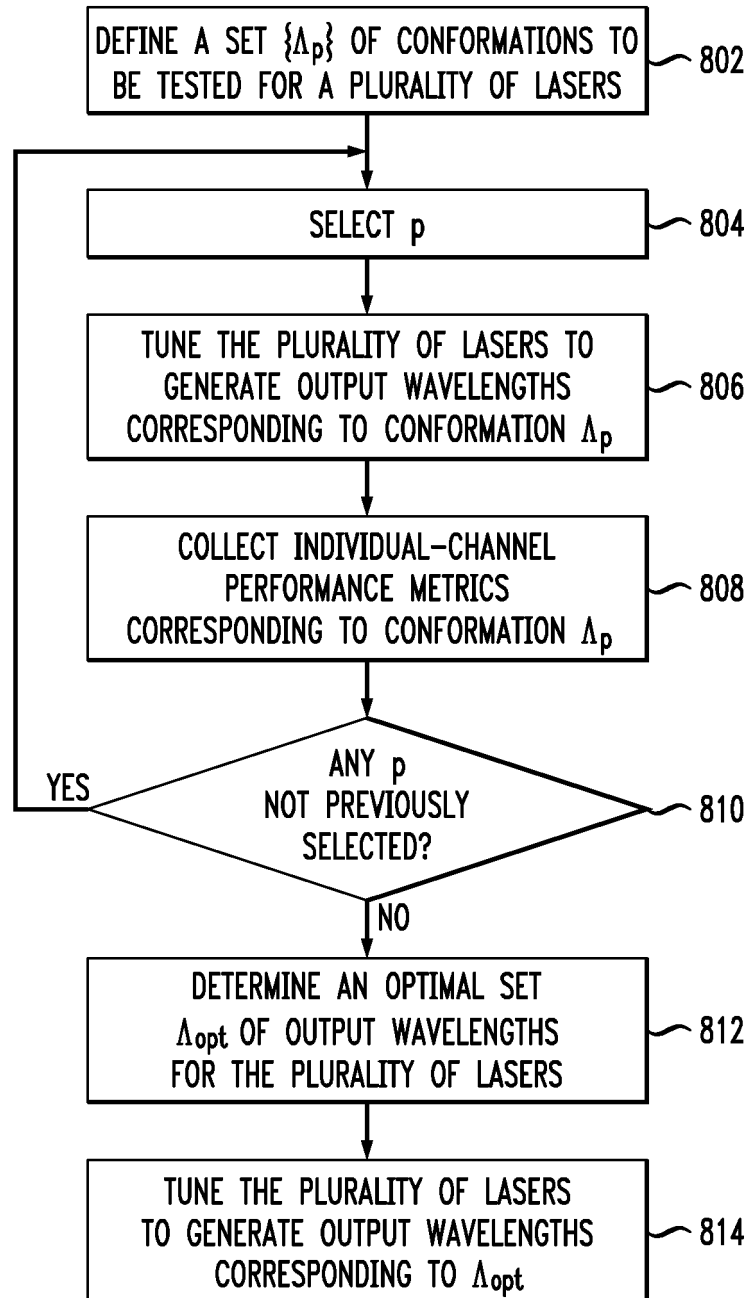 DEFINE A SET {Λp} OF CONFORMATIONS TO
BE TESTED FOR A PLURALITY OF LASERS
802
SELECT p
804
TUNE THE PLURALITY OF LASERS TO
GENERATE OUTPUT WAVELENGTHS
CORRESPONDING TO CONFORMATION Λp
806
COLLECT INDIVIDUAL-CHANNEL
PERFORMANCE METRICS
CORRESPONDING TO CONFORMATION Λp
808
YES
ANY p
NOT PREVIOUSLY
SELECTED?
810
NO
DETERMINE AN OPTIMAL SET
Λopt OF OUTPUT WAVELENGTHS
FOR THE PLURALITY OF LASERS
812
TUNE THE PLURALITY OF LASERS
TO GENERATE OUTPUT WAVELENGTHS
CORRESPONDING TO Λopt
814